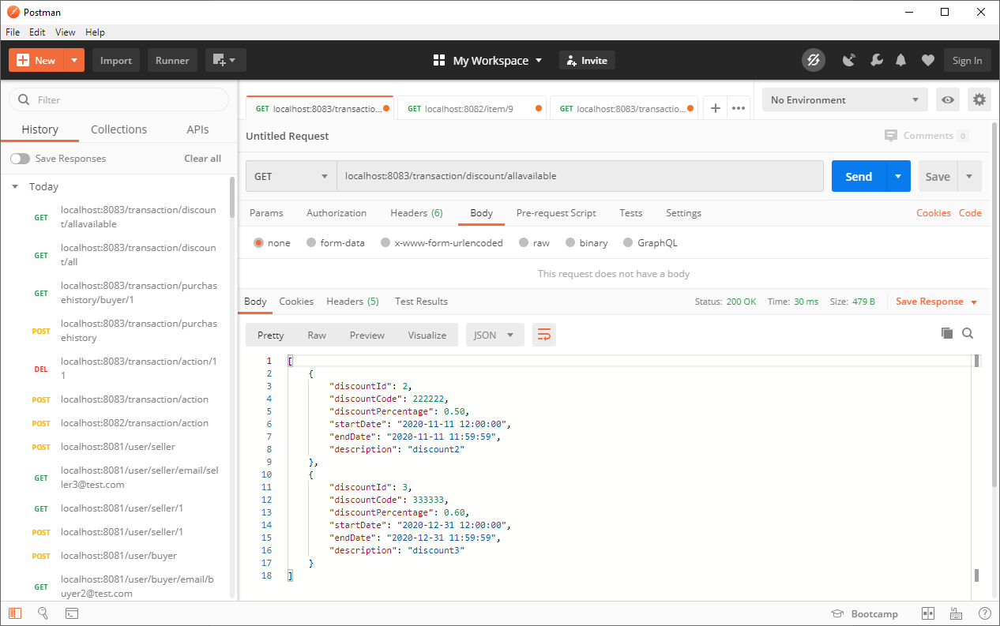 Postman
File Edit View Help
New Import Runner My Workspace Invite Sign In
Filter
History Collections APIs
Save Responses Clear all
Today
GET localhost:8083/transaction/discoun
t/allavailable
GET localhost:8083/transaction/discoun
t/all
GET localhost:8083/transaction/purchas
ehistory/buyer/1
POST localhost:8083/transaction/purchas
ehistory
DEL localhost:8083/transaction/action/1
1
POST localhost:8083/transaction/action
POST localhost:8082/transaction/action
POST localhost:8081/user/seller
GET localhost:8081/user/seller/email/sel
ler3@test.com
GET localhost:8081/user/seller/1
POST localhost:8081/user/seller/1
POST localhost:8081/user/buyer
GET localhost:8081/user/buyer/email/b
uyer2@test.com
GET localhost:8083/transactio... GET localhost:8082/item/9 GET localhost:8083/transactio... + ••• No Environment
Untitled Request Comments 0
GET localhost:8083/transaction/discount/allavailable Send Save
Params Authorization Headers (6) Body Pre-request Script Tests Settings Cookies Code
none form-data x-www-form-urlencoded raw binary GraphQL
This request does not have a body
Body Cookies Headers (5) Test Results Status: 200 OK Time: 30 ms Size: 479 B Save Response
Pretty Raw Preview Visualize JSON
1 [
2 {
3 "discountId": 2,
4 "discountCode": 222222,
5 "discountPercentage": 0.50,
6 "startDate": "2020-11-11 12:00:00",
7 "endDate": "2020-11-11 11:59:59",
8 "description": "discount2"
9 },
10 {
11 "discountId": 3,
12 "discountCode": 333333,
13 "discountPercentage": 0.60,
14 "startDate": "2020-12-31 12:00:00",
15 "endDate": "2020-12-31 11:59:59",
16 "description": "discount3"
17 }
18 ]
Bootcamp